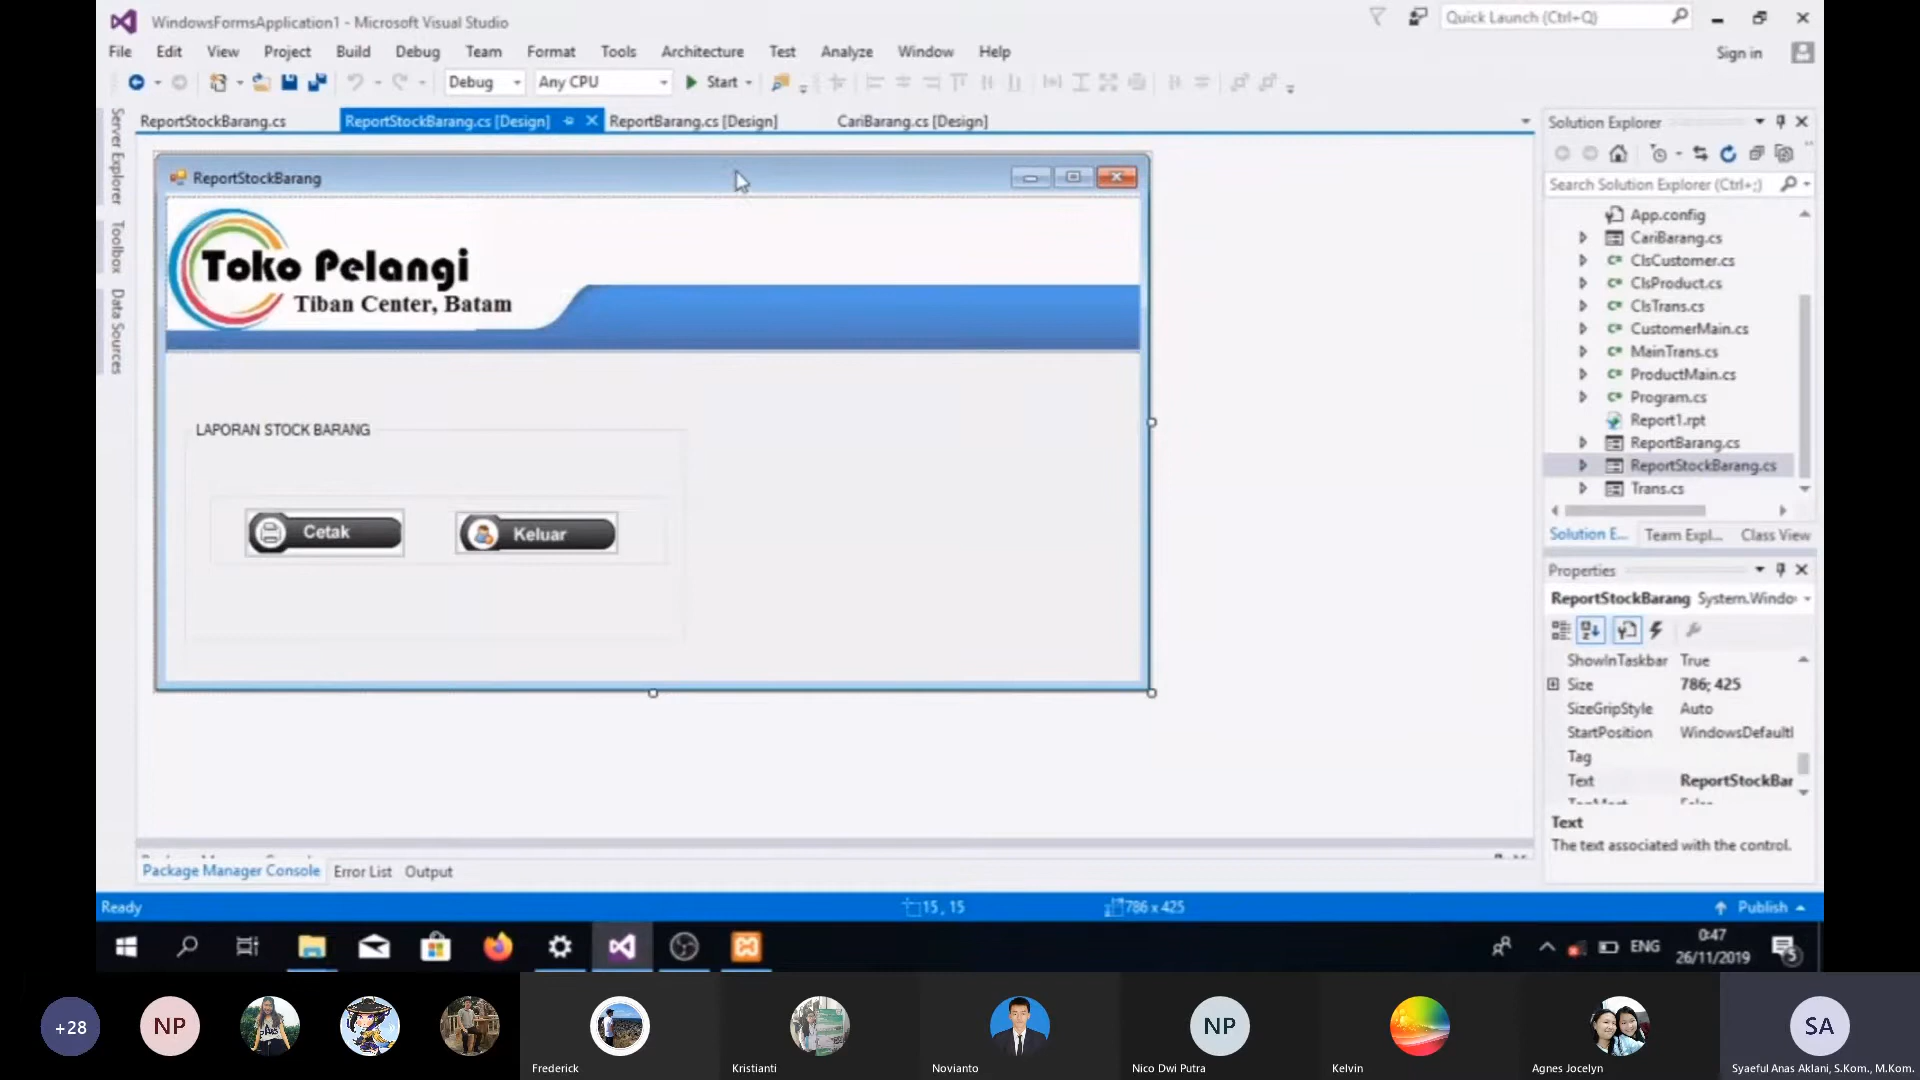 WindowsFormsApplication1 - Microsoft Visual Studio
Quick Launch (Ctrl+Q)
File Edit View Project Build Debug Team Format Tools Architecture Test Analyze Window Help
Sign in
Debug Any CPU Start
ReportStockBarang.cs ReportStockBarang.cs [Design] ReportBarang.cs [Design] CariBarang.cs [Design]
Server Explorer
Toolbox
Data Sources
ReportStockBarang
Toko Pelangi
Tiban Center, Batam
LAPORAN STOCK BARANG
Cetak Keluar
Solution Explorer
Search Solution Explorer (Ctrl+;)
App.config
CariBarang.cs
ClsCustomer.cs
ClsProduct.cs
ClsTrans.cs
CustomerMain.cs
MainTrans.cs
ProductMain.cs
Program.cs
Report1.rpt
ReportBarang.cs
ReportStockBarang.cs
Trans.cs
Solution E... Team Expl... Class View
Properties
ReportStockBarang System.Windo
ShowInTaskbar True
Size 786; 425
SizeGripStyle Auto
StartPosition WindowsDefaultl
Tag
Text ReportStockBar
Text
The text associated with the control.
Package Manager Console Error List Output
Ready 15, 15 786 x 425 Publish
ENG
0:47
26/11/2019
5
+28 NP NP SA
Frederick Kristianti Novianto Nico Dwi Putra Kelvin Agnes Jocelyn Syaeful Anas Aklani, S.Kom., M.Kom.